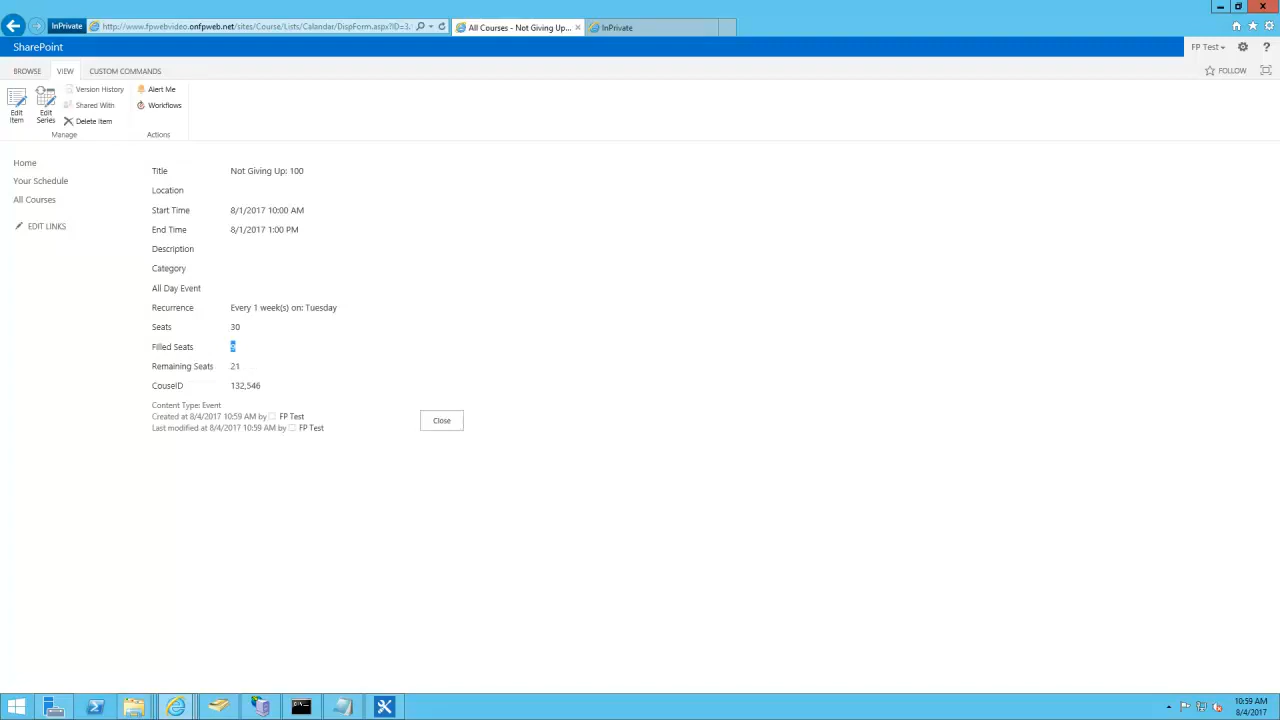 InPrivate http://www.fpwebvideo.onfpweb.net/sites/Course/Lists/Calandar/DispForm.aspx?ID=3. All Courses - Not Giving Up... InPrivate
SharePoint FP Test ?
BROWSE VIEW CUSTOM COMMANDS FOLLOW
Edit Item
Edit Series
Version History
Shared With
Delete Item
Manage
Alert Me
Workflows
Actions
Home
Your Schedule
All Courses
EDIT LINKS
Title Not Giving Up: 100
Location
Start Time 8/1/2017 10:00 AM
End Time 8/1/2017 1:00 PM
Description
Category
All Day Event
Recurrence Every 1 week(s) on: Tuesday
Seats 30
Filled Seats 9
Remaining Seats 21
CouseID 132,546
Content Type: Event
Created at 8/4/2017 10:59 AM by FP Test
Last modified at 8/4/2017 10:59 AM by FP Test
Close
10:59 AM
8/4/2017